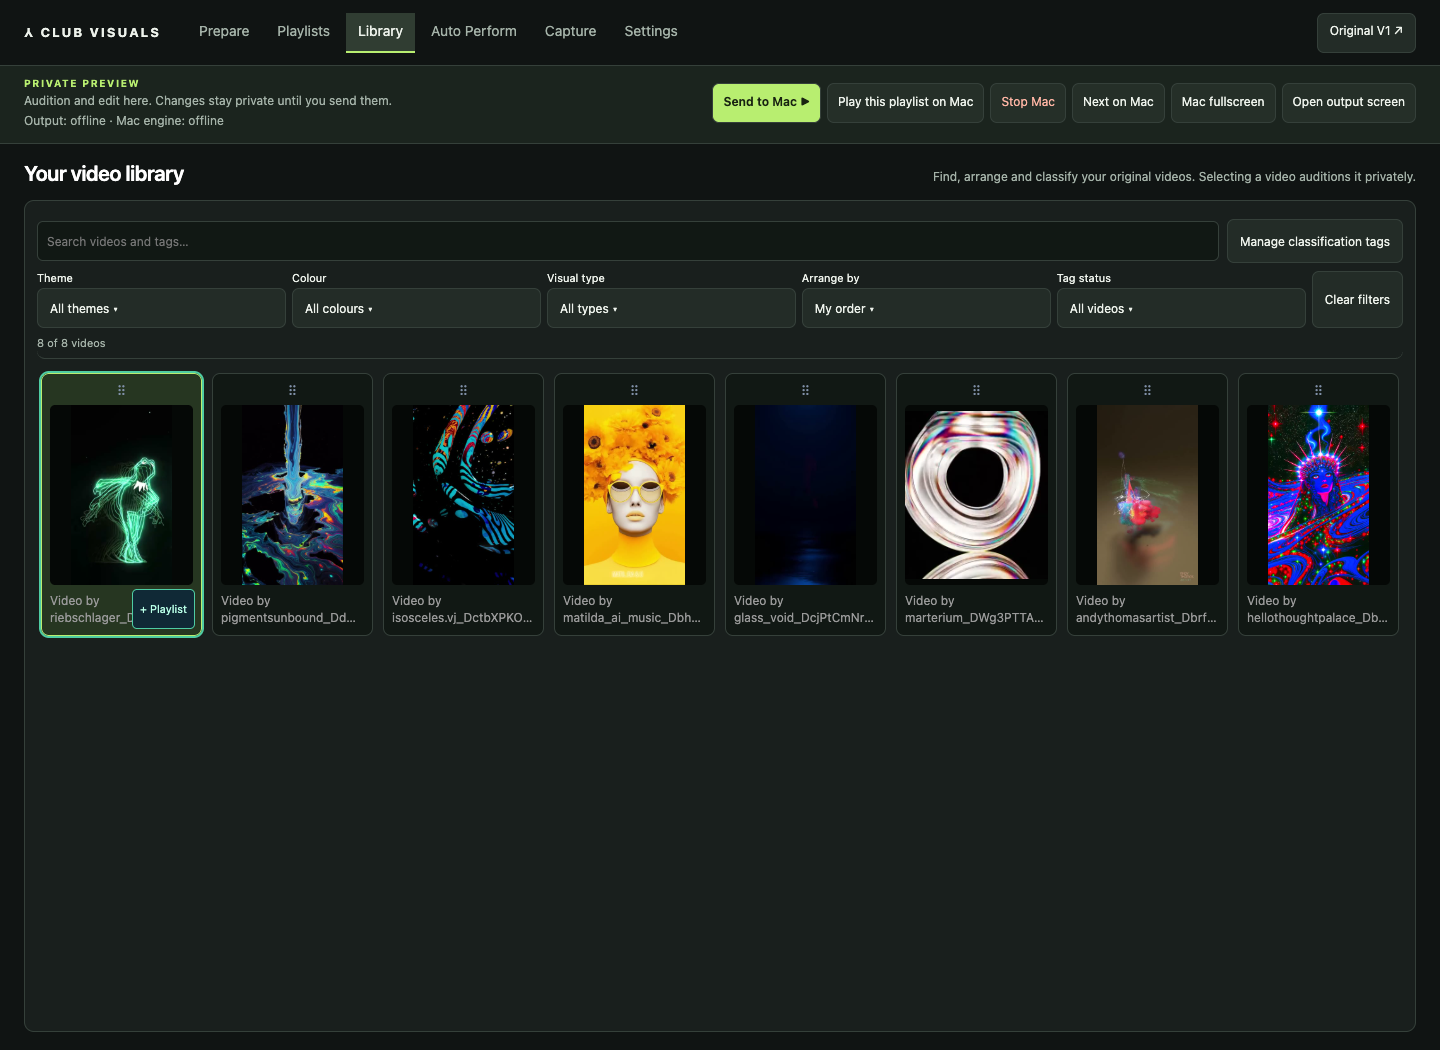 CLUB VISUALS
Prepare
Playlists
Library
Auto Perform
Capture
Settings
Original V1 ↗
PRIVATE PREVIEW
Audition and edit here. Changes stay private until you send them.
Output: offline · Mac engine: offline
Send to Mac ▶
Play this playlist on Mac
Stop Mac
Next on Mac
Mac fullscreen
Open output screen
Your video library
Find, arrange and classify your original videos. Selecting a video auditions it privately.
Search videos and tags...
Manage classification tags
Theme
Colour
Visual type
Arrange by
Tag status
All themes ▾
All colours ▾
All types ▾
My order ▾
All videos ▾
Clear filters
8 of 8 videos
Video by
riebschlager_D
+ Playlist
Video by
pigmentsunbound_Dd...
Video by
isosceles.vj_DctbXPKO...
Video by
matilda_ai_music_Dbh...
Video by
glass_void_DcjPtCmNr...
Video by
marterium_DWg3PTTA...
Video by
andythomasartist_Dbrf...
Video by
hellothoughtpalace_Db...